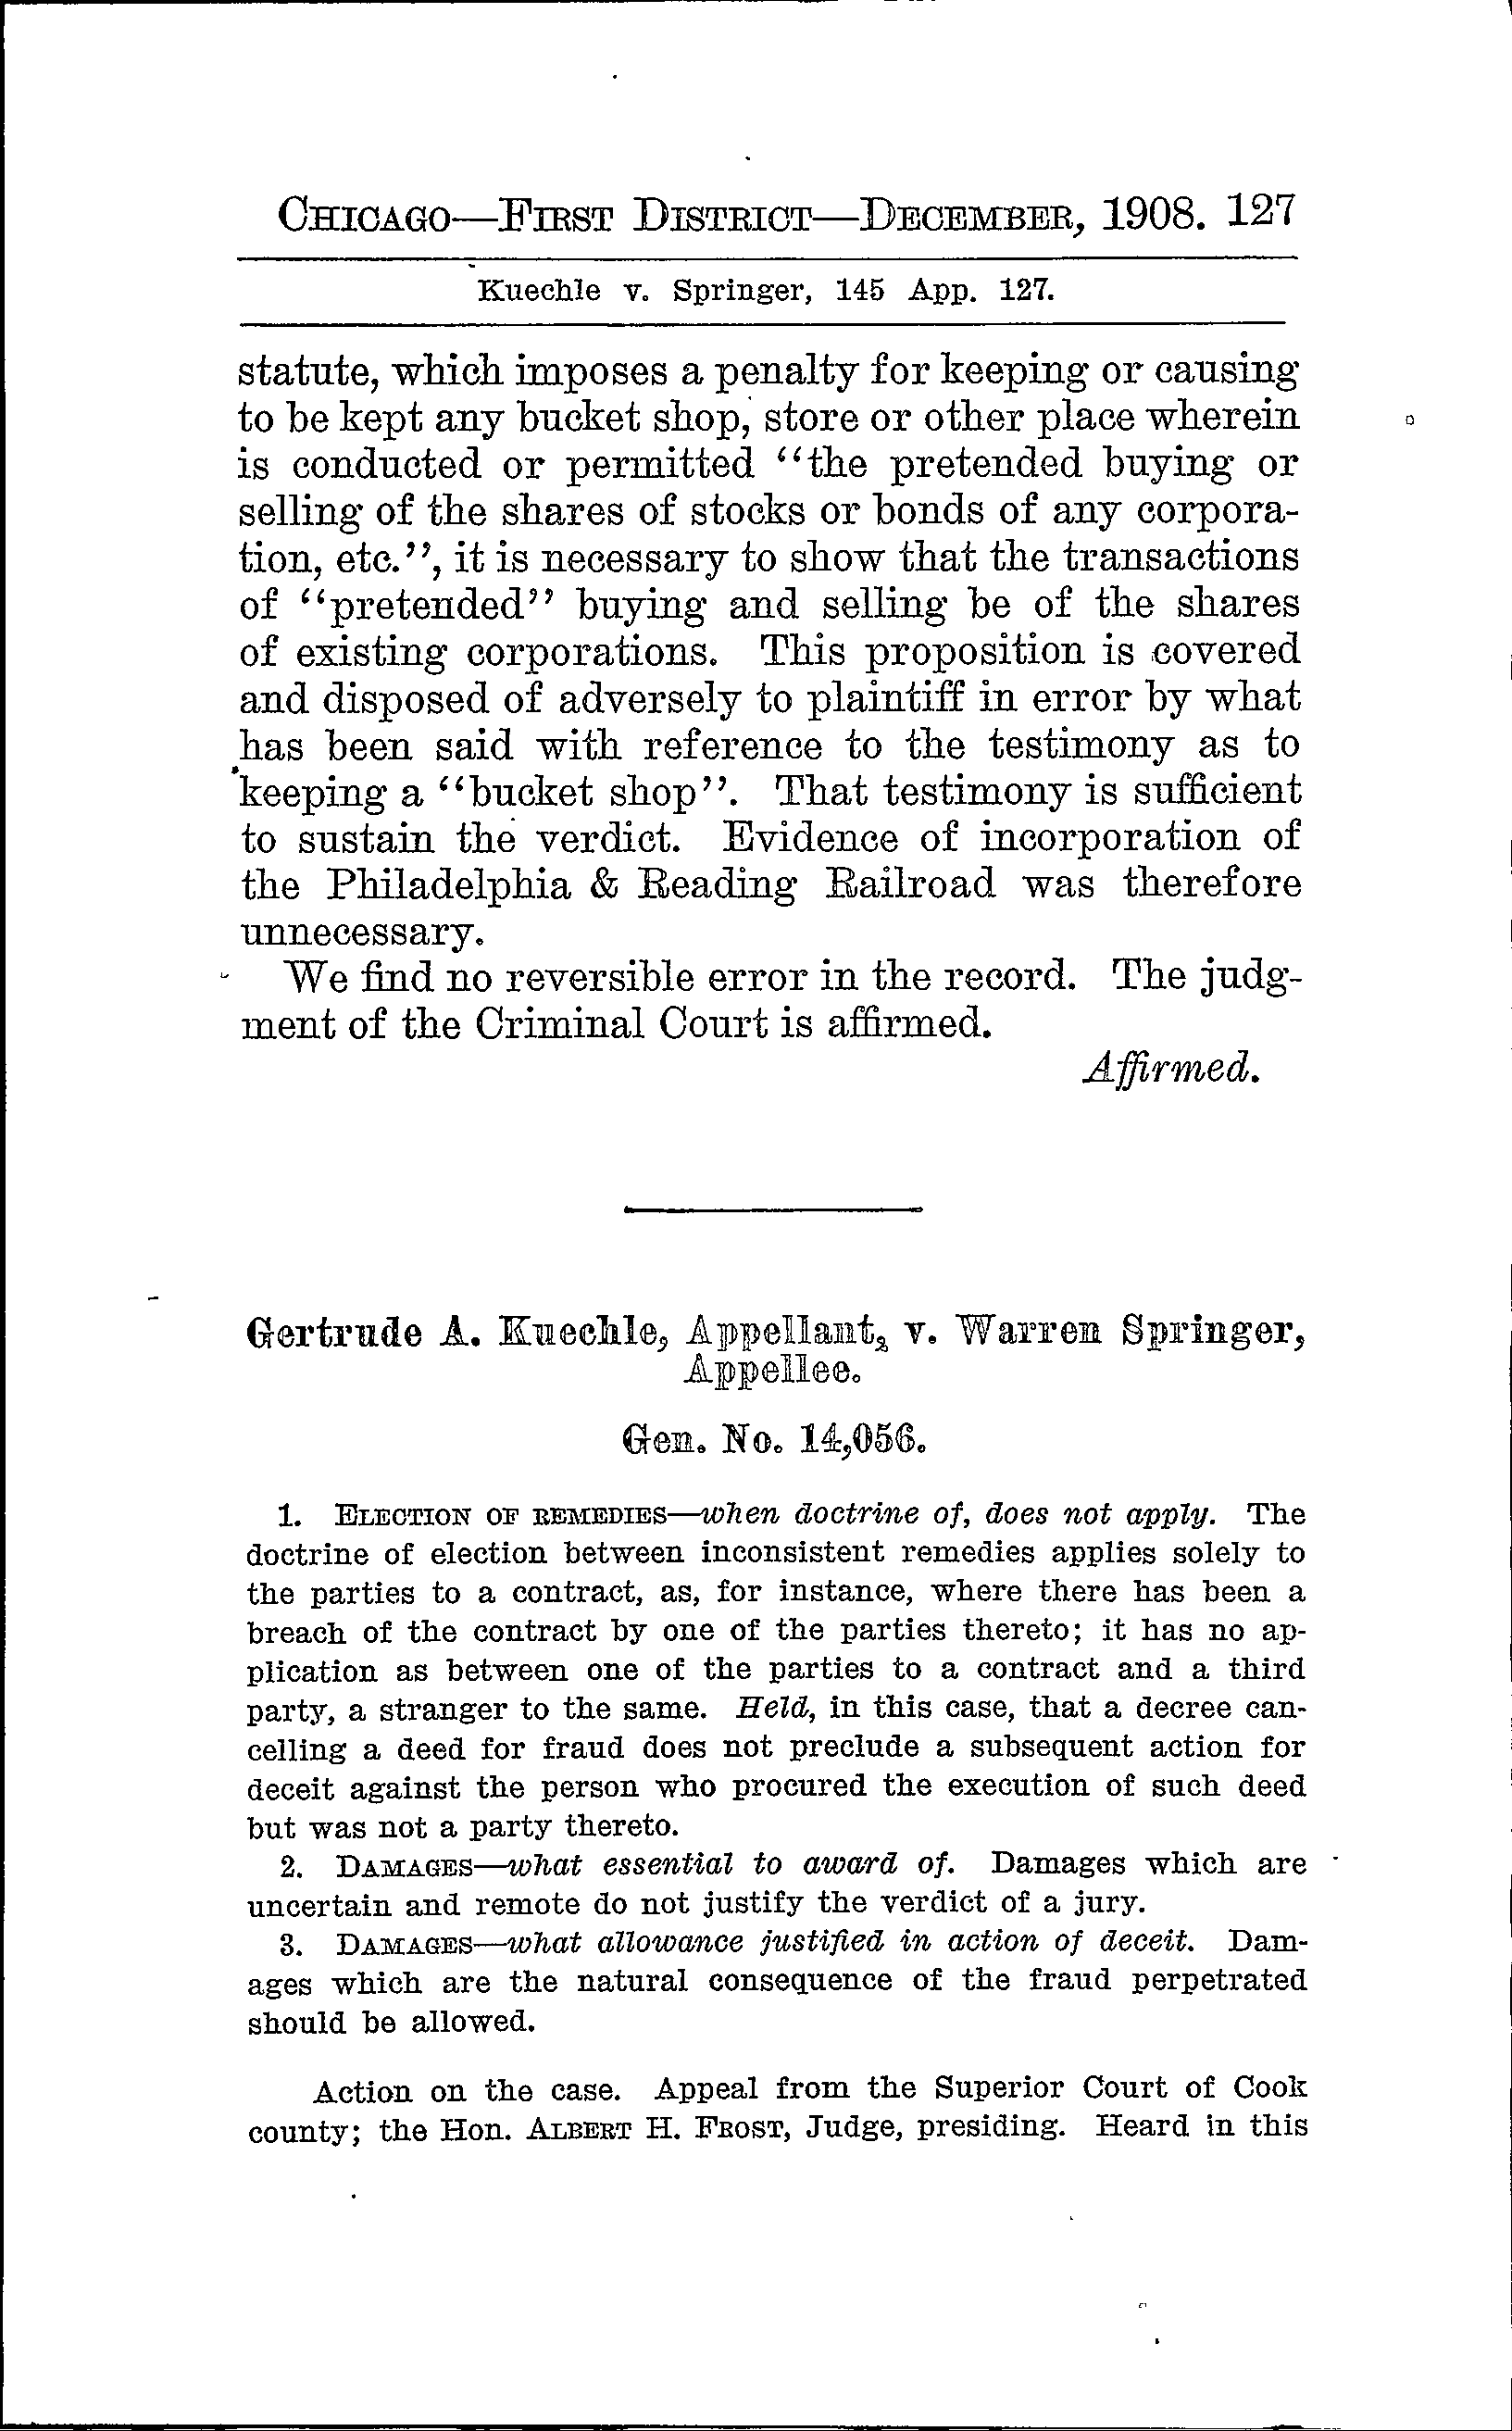 CHICAGO—FIRST DISTRICT—DECEMBER, 1908. 127
Kuechle v. Springer, 145 App. 127.
statute, which imposes a penalty for keeping or causing
to be kept any bucket shop, store or other place wherein
is conducted or permitted ‘‘the pretended buying or
selling of the shares of stocks or bonds of any corpora-
tion, etc.’’, it is necessary to show that the transactions
of ‘‘pretended’’ buying and selling be of the shares
of existing corporations. This proposition is covered
and disposed of adversely to plaintiff in error by what
has been said with reference to the testimony as to
keeping a ‘‘bucket shop’’. That testimony is sufficient
to sustain the verdict. Evidence of incorporation of
the Philadelphia & Reading Railroad was therefore
unnecessary.
We find no reversible error in the record. The judg-
ment of the Criminal Court is affirmed.
Affirmed.
Gertrude A. Kuechle, Appellant, v. Warren Springer,
Appellee.
Gen. No. 14,056.
1. ELECTION OF REMEDIES—when doctrine of, does not apply. The
doctrine of election between inconsistent remedies applies solely to
the parties to a contract, as, for instance, where there has been a
breach of the contract by one of the parties thereto; it has no ap-
plication as between one of the parties to a contract and a third
party, a stranger to the same. Held, in this case, that a decree can-
celling a deed for fraud does not preclude a subsequent action for
deceit against the person who procured the execution of such deed
but was not a party thereto.
2. DAMAGES—what essential to award of. Damages which are
uncertain and remote do not justify the verdict of a jury.
3. DAMAGES—what allowance justified in action of deceit. Dam-
ages which are the natural consequence of the fraud perpetrated
should be allowed.
Action on the case. Appeal from the Superior Court of Cook
county; the Hon. ALBERT H. FROST, Judge, presiding. Heard in this